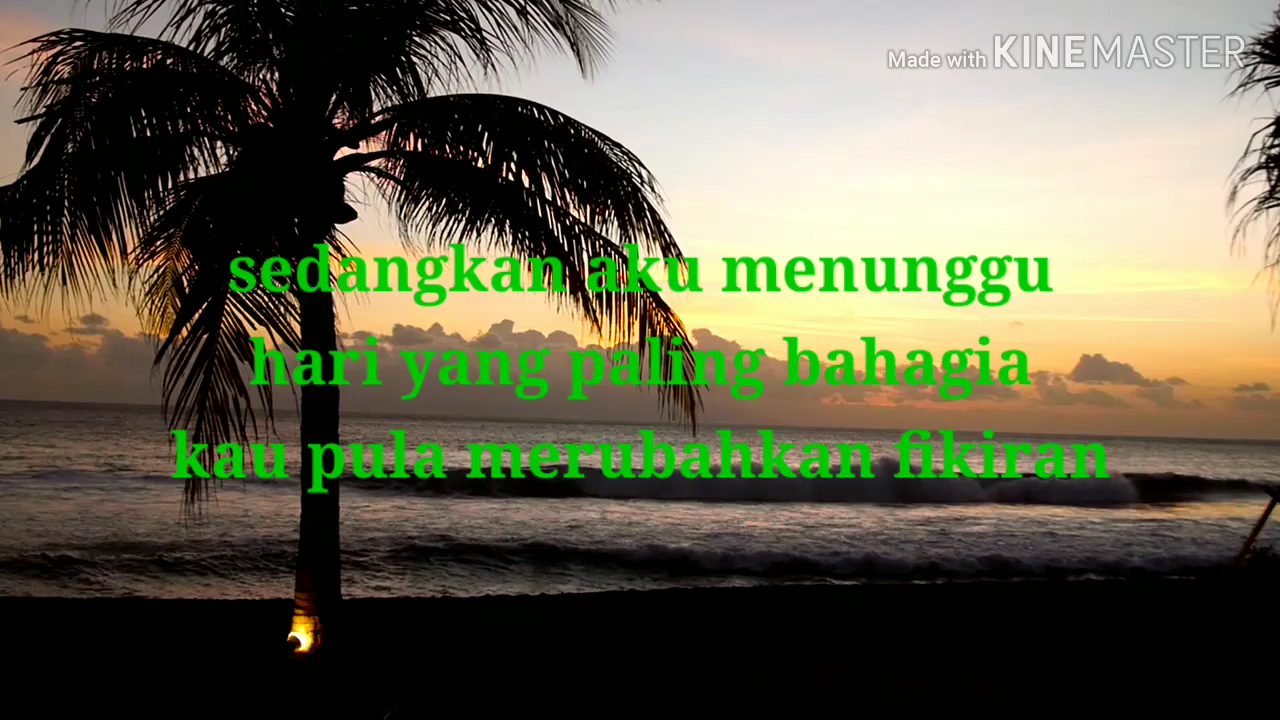 Made with KINEMASTER
sedangkan aku menunggu
hari yang paling bahagia
kau pula merubahkan fikiran